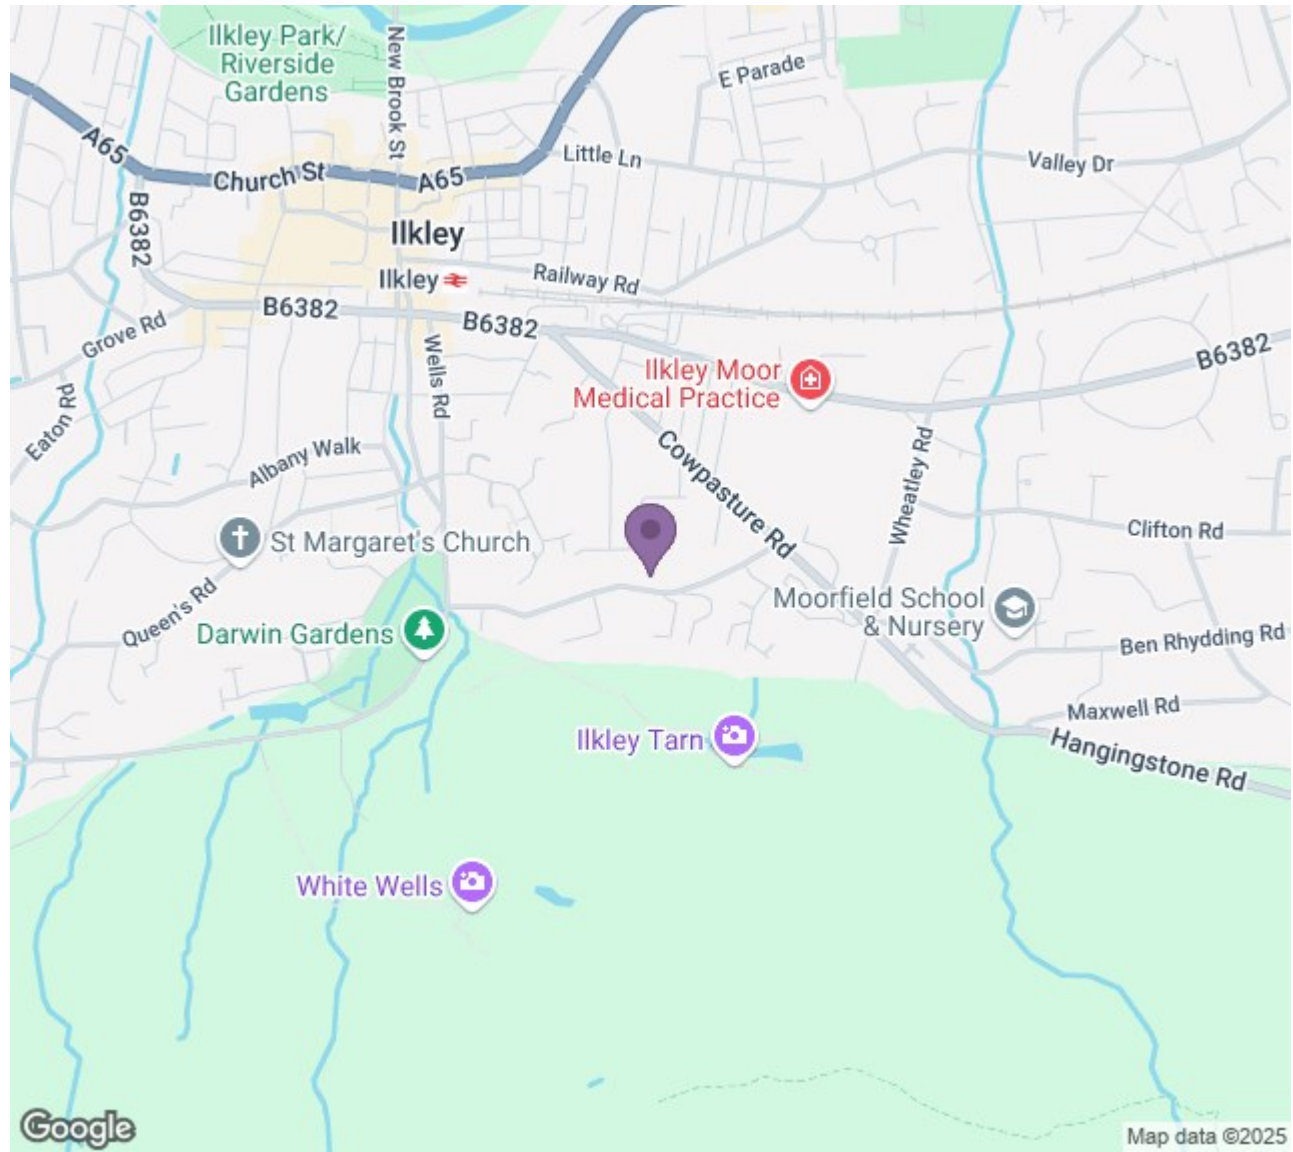 Ilkley Park/
Riverside
Gardens
New Brook St
E Parade
A65
Church St
A65
Little Ln
Valley Dr
B6382
Ilkley
Ilkley
Railway Rd
B6382
B6382
Grove Rd
Wells Rd
B6382
Ilkley Moor
Medical Practice
Eaton Rd
Albany Walk
Cowpasture Rd
Wheatley Rd
Clifton Rd
St Margaret's Church
Queen's Rd
Darwin Gardens
Moorfield School
& Nursery
Ben Rhydding Rd
Maxwell Rd
Ilkley Tarn
Hangingstone Rd
White Wells
Google
Map data ©2025